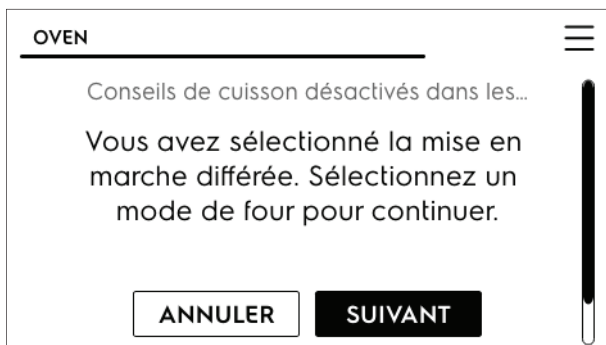 OVEN
Conseils de cuisson désactivés dans les...
Vous avez sélectionné la mise en
marche différée. Sélectionnez un
mode de four pour continuer.
ANNULER SUIVANT